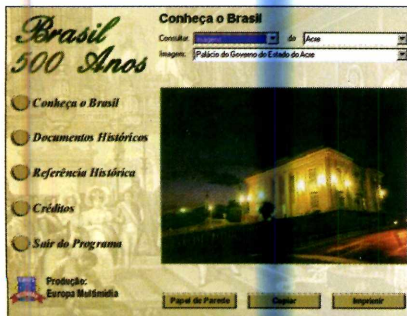 Brasil
500 Anos
Conheça o Brasil
Consultar: Imagens do Acre
Imagem: Palácio do Governo do Estado do Acre
Conheça o Brasil
Documentos Históricos
Referência Histórica
Créditos
Sair do Programa
Produção:
Europa Multimídia
Papel de Parede
Copiar
Imprimir